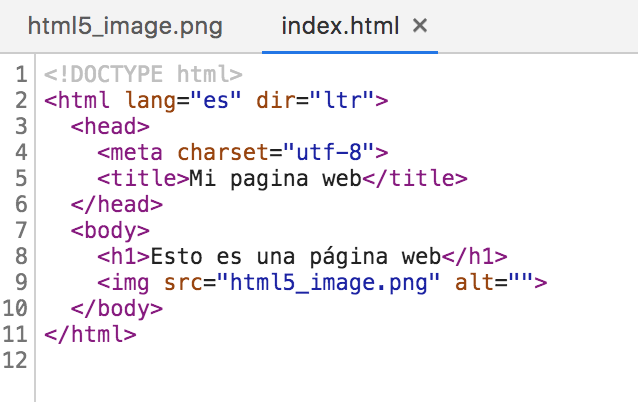 html5_image.png index.html ×
1 <!DOCTYPE html>
2 <html lang="es" dir="ltr">
3   <head>
4     <meta charset="utf-8">
5     <title>Mi pagina web</title>
6   </head>
7   <body>
8     <h1>Esto es una página web</h1>
9     <img src="html5_image.png" alt="">
10   </body>
11 </html>
12